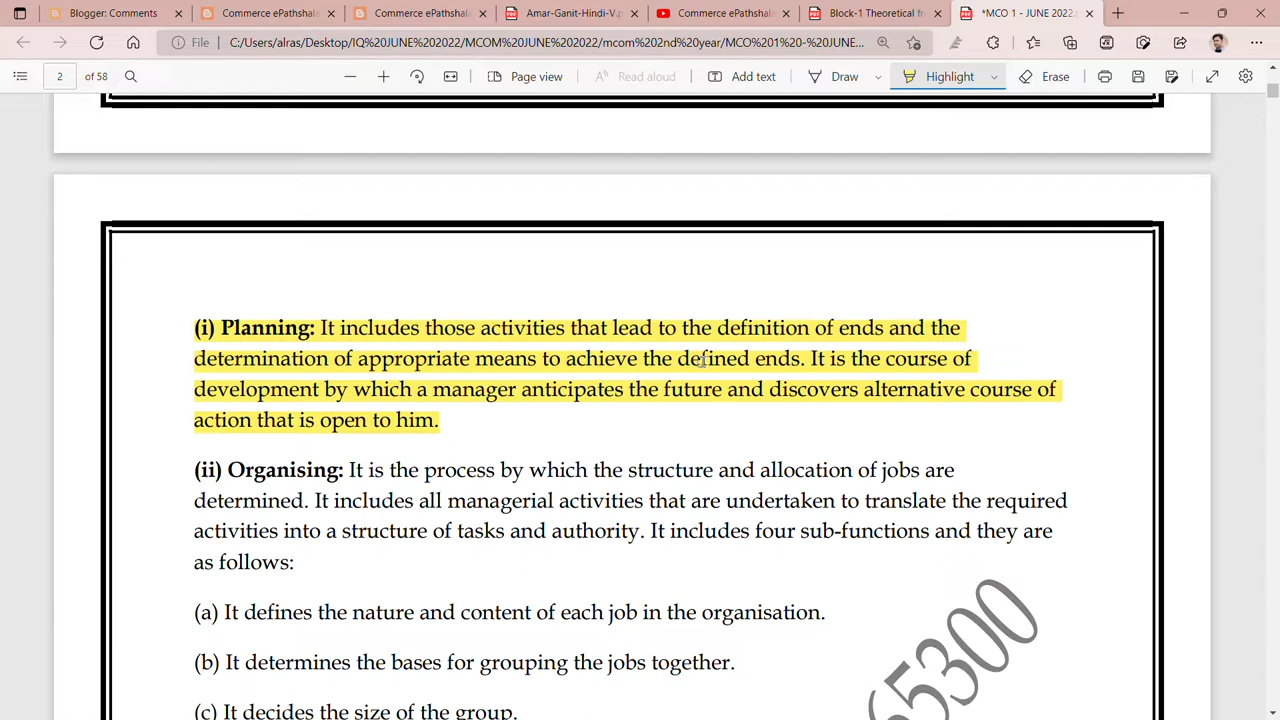 Blogger: Comments
Commerce ePathshala
Commerce ePathshala
Amar-Ganit-Hindi-V.p
Commerce ePathshala
Block-1 Theoretical fr
*MCO 1 - JUNE 2022.
File
C:/Users/alras/Desktop/IQ%20JUNE%202022/MCOM%20JUNE%202022/mcom%202nd%20year/MCO%201%20-%20JUNE...
2 of 58
Page view
Read aloud
Add text
Draw
Highlight
Erase
(i) Planning: It includes those activities that lead to the definition of ends and the
determination of appropriate means to achieve the defined ends. It is the course of
development by which a manager anticipates the future and discovers alternative course of
action that is open to him.
(ii) Organising: It is the process by which the structure and allocation of jobs are
determined. It includes all managerial activities that are undertaken to translate the required
activities into a structure of tasks and authority. It includes four sub-functions and they are
as follows:
(a) It defines the nature and content of each job in the organisation.
(b) It determines the bases for grouping the jobs together.
(c) It decides the size of the group.
65300